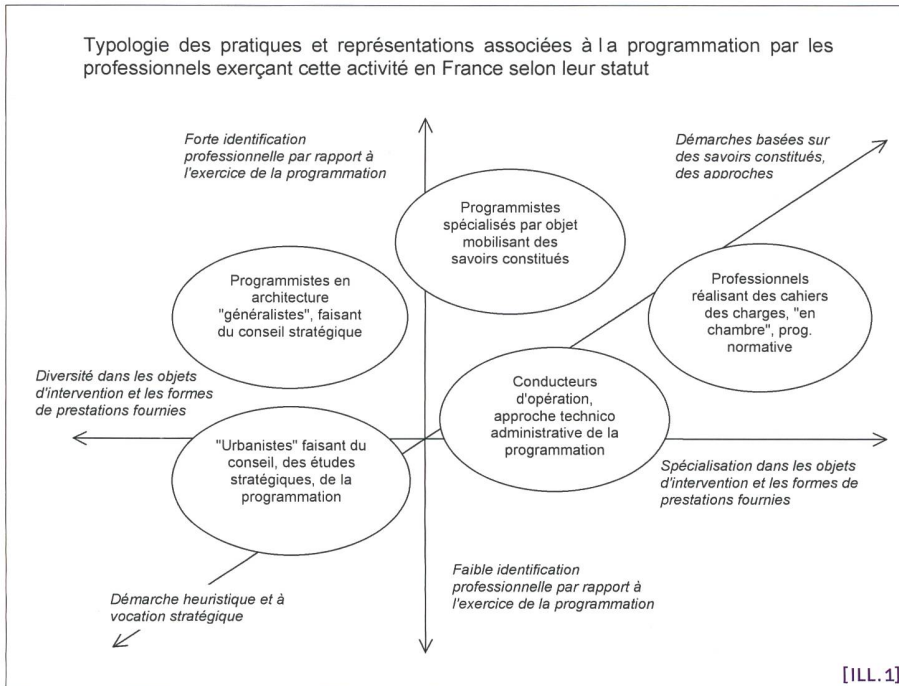 Typologie des pratiques et représentations associées à la programmation par les
professionnels exerçant cette activité en France selon leur statut
Forte identification
professionnelle par rapport à
l'exercice de la programmation
Démarches basées sur
des savoirs constitués,
des approches
Programmistes
spécialisés par objet
mobilisant des
savoirs constitués
Programmistes en
architecture
"généralistes", faisant
du conseil stratégique
Professionnels
réalisant des cahiers
des charges, "en
chambre", prog.
normative
Diversité dans les objets
d'intervention et les formes
de prestations fournies
Conducteurs
d'opération,
approche technico
administrative de la
programmation
"Urbanistes" faisant du
conseil, des études
stratégiques, de la
programmation
Spécialisation dans les objets
d'intervention et les formes de
prestations fournies
Faible identification
professionnelle par rapport à
l'exercice de la programmation
Démarche heuristique et à
vocation stratégique
[ILL.1]